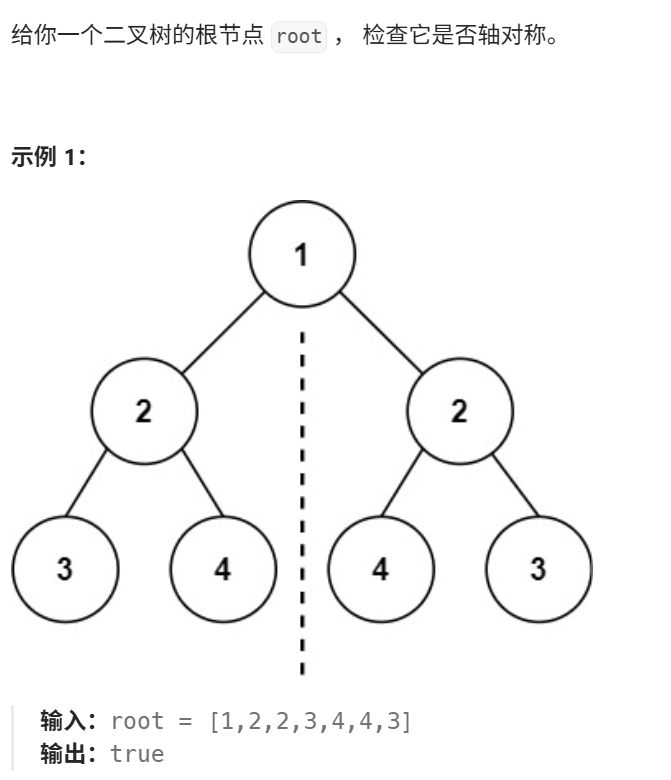 给你一个二叉树的根节点 root ， 检查它是否轴对称。
示例 1：
1
2 2
3 4 4 3
输入：root = [1,2,2,3,4,4,3]
输出：true